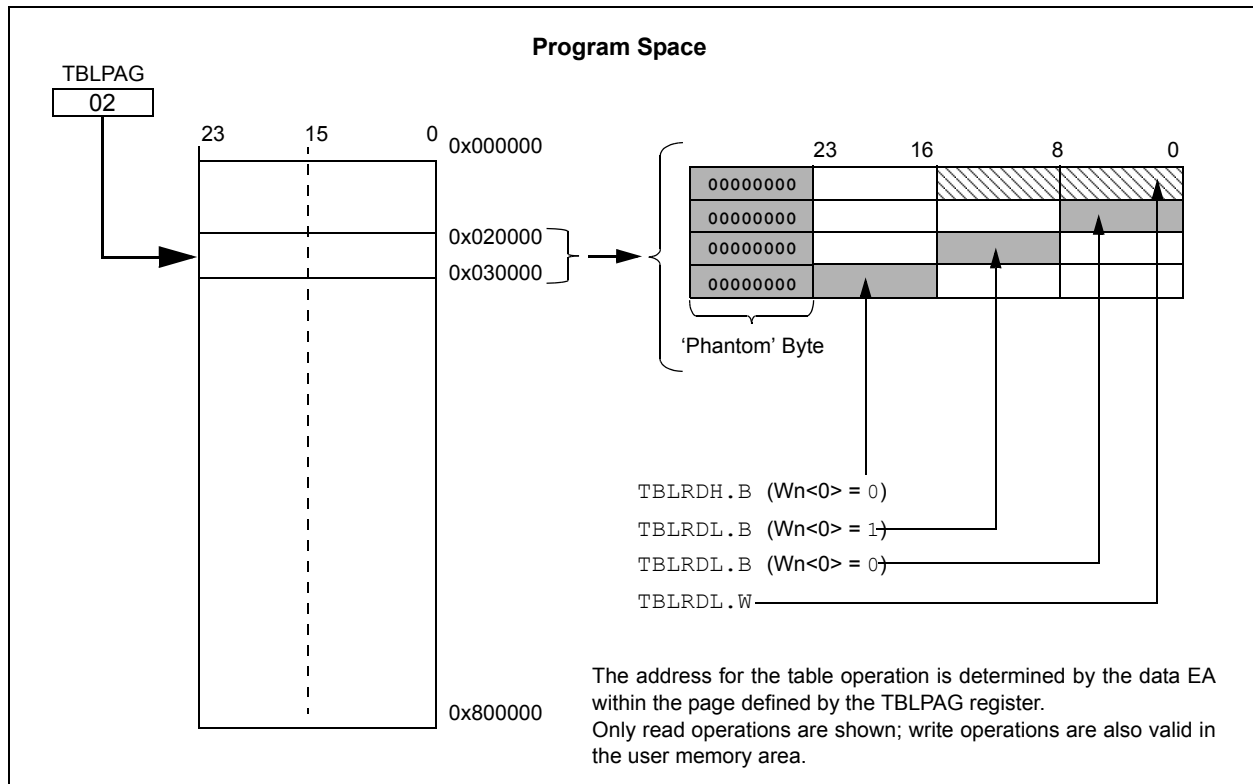 Program Space
TBLPAG
02
23 15 0
0x000000
0x020000
0x030000
0x800000
23 16 8 0
00000000
00000000
00000000
00000000
‘Phantom’ Byte
TBLRDH.B (Wn<0> = 0)
TBLRDL.B (Wn<0> = 1)
TBLRDL.B (Wn<0> = 0)
TBLRDL.W
The address for the table operation is determined by the data EA
within the page defined by the TBLPAG register.
Only read operations are shown; write operations are also valid in
the user memory area.